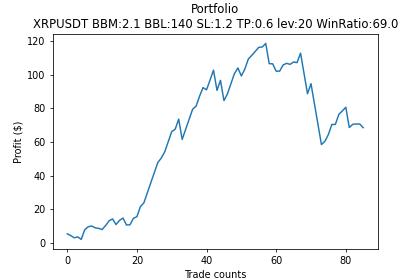 Portfolio
XRPUSDT BBM:2.1 BBL:140 SL:1.2 TP:0.6 lev:20 WinRatio:69.0
120
100
80
60
40
20
0
Profit ($)
0 20 40 60 80
Trade counts